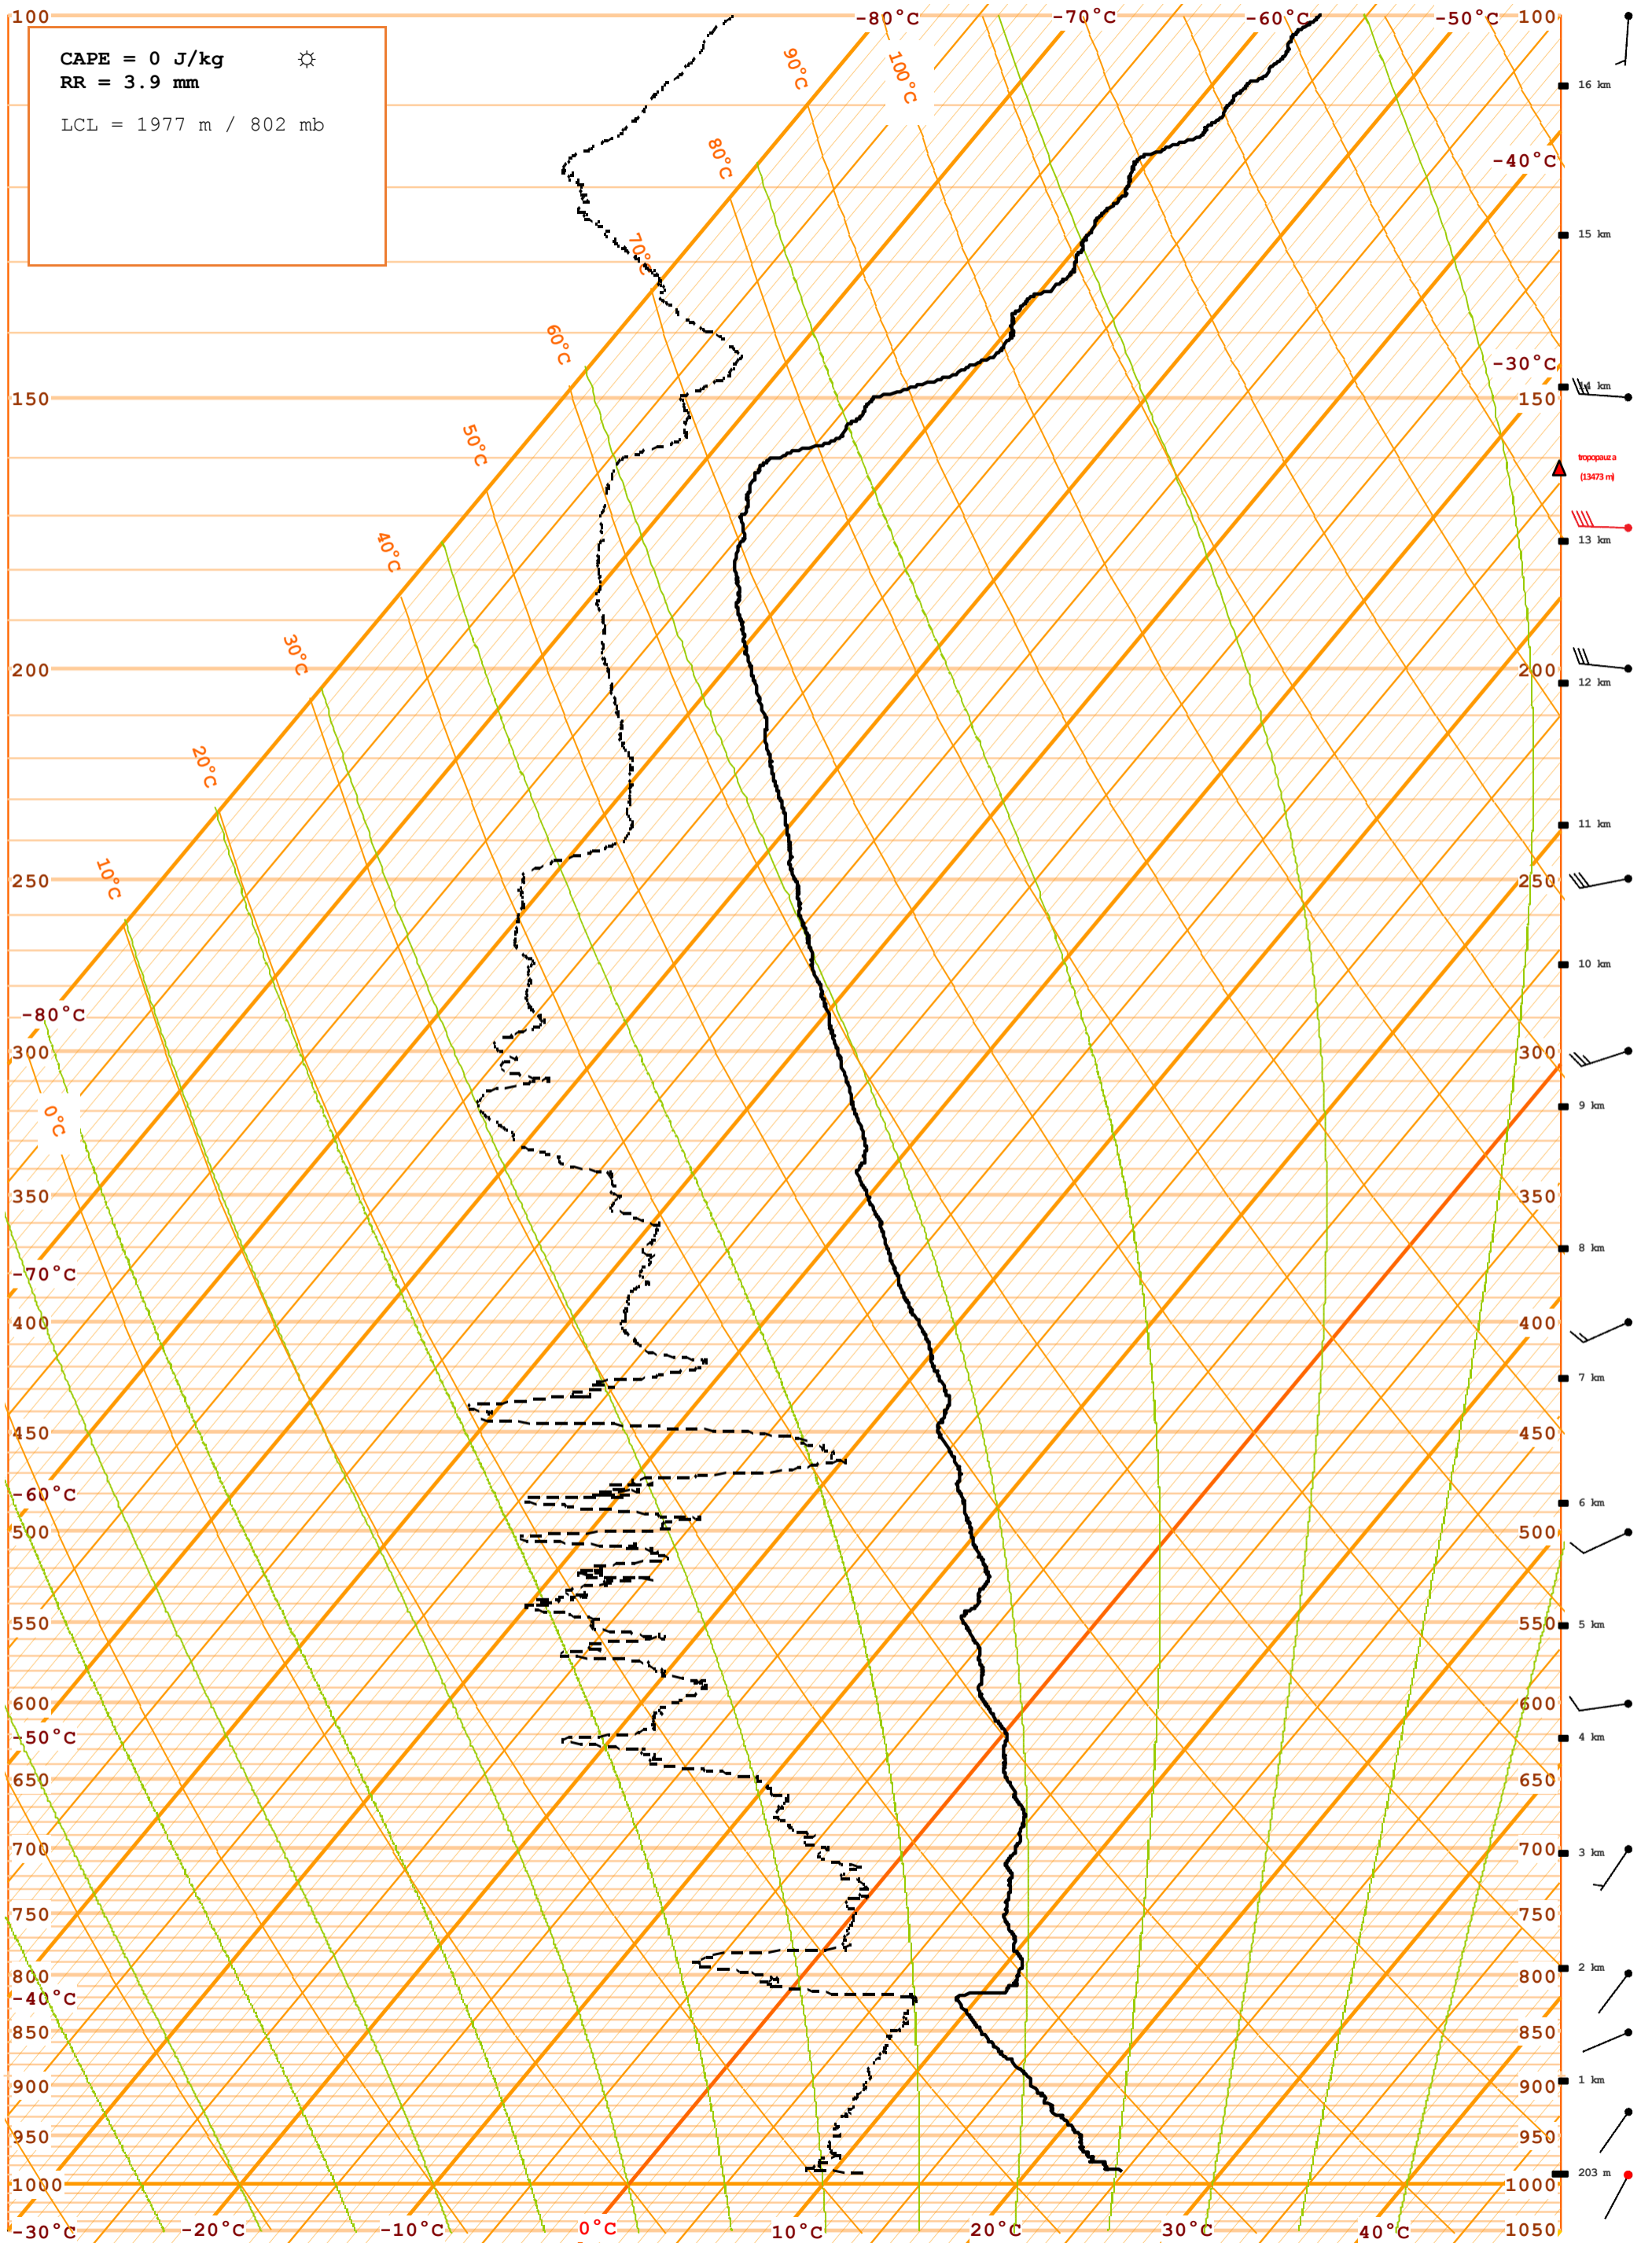 100 -80°C -70°C -60°C -50°C 100
CAPE = 0 J/kg
RR = 3.9 mm
LCL = 1977 m / 802 mb
90°C
100°C
16 km
80°C
-40°C
15 km
70°C
60°C
-30°C
14 km
150 150
50°C
tropopauza
(13473 m)
40°C
13 km
30°C
200 200
12 km
20°C
11 km
10°C
250 250
10 km
-80°C
300 300
0°C
9 km
350 350
8 km
-70°C
400 400
7 km
450 450
-60°C
6 km
500 500
550 550
5 km
600 600
-50°C
4 km
650 650
700 700
3 km
750 750
2 km
800 800
-40°C
850 850
1 km
900 900
950 950
203 m
1000 1000
-30°C -20°C -10°C 0°C 10°C 20°C 30°C 40°C 1050